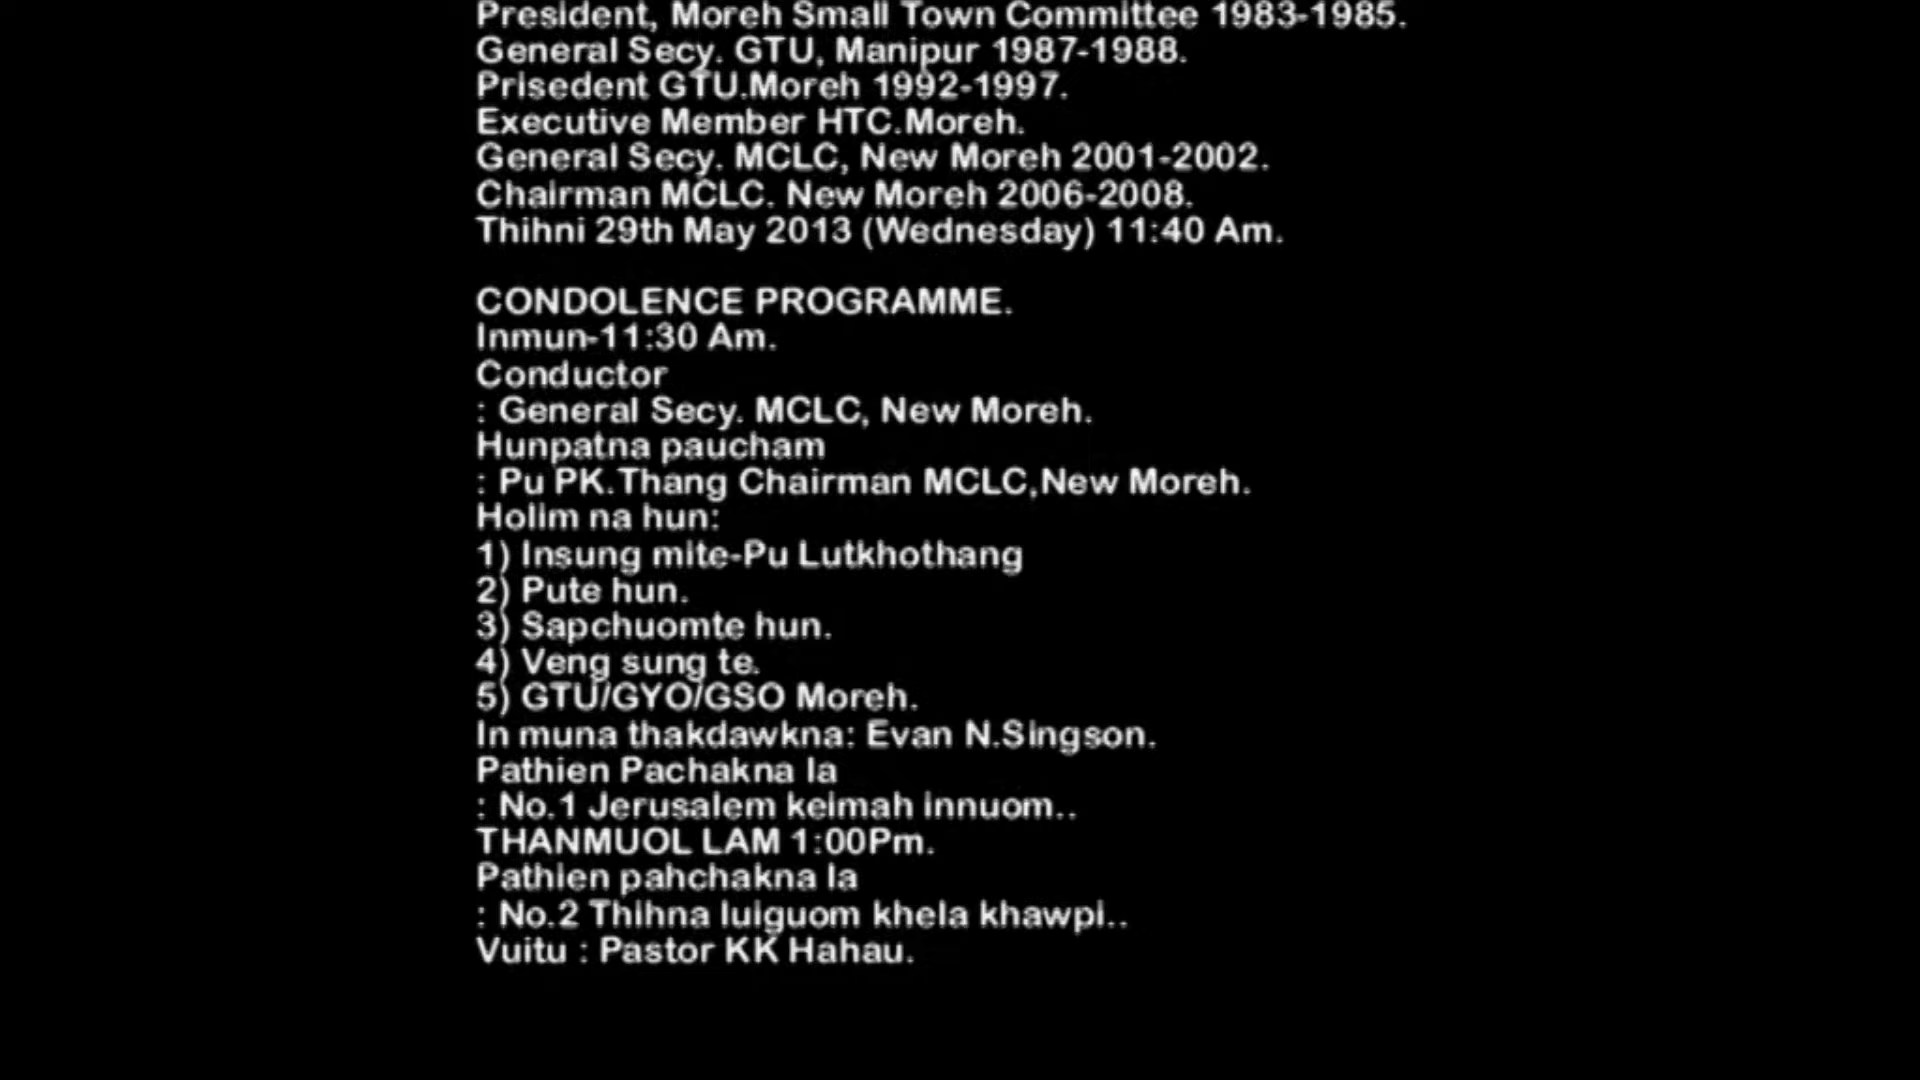 President, Moreh Small Town Committee 1983-1985.
General Secy. GTU, Manipur 1987-1988.
Prisedent GTU.Moreh 1992-1997.
Executive Member HTC.Moreh.
General Secy. MCLC, New Moreh 2001-2002.
Chairman MCLC. New Moreh 2006-2008.
Thihni 29th May 2013 (Wednesday) 11:40 Am.
CONDOLENCE PROGRAMME.
Inmun-11:30 Am.
Conductor
: General Secy. MCLC, New Moreh.
Hunpatna paucham
: Pu PK.Thang Chairman MCLC,New Moreh.
Holim na hun:
1) Insung mite-Pu Lutkhothang
2) Pute hun.
3) Sapchuomte hun.
4) Veng sung te.
5) GTU/GYO/GSO Moreh.
In muna thakdawkna: Evan N.Singson.
Pathien Pachakna la
: No.1 Jerusalem keimah innuom..
THANMUOL LAM 1:00Pm.
Pathien pahchakna la
: No.2 Thihna luiguom khela khawpi..
Vuitu : Pastor KK Hahau.